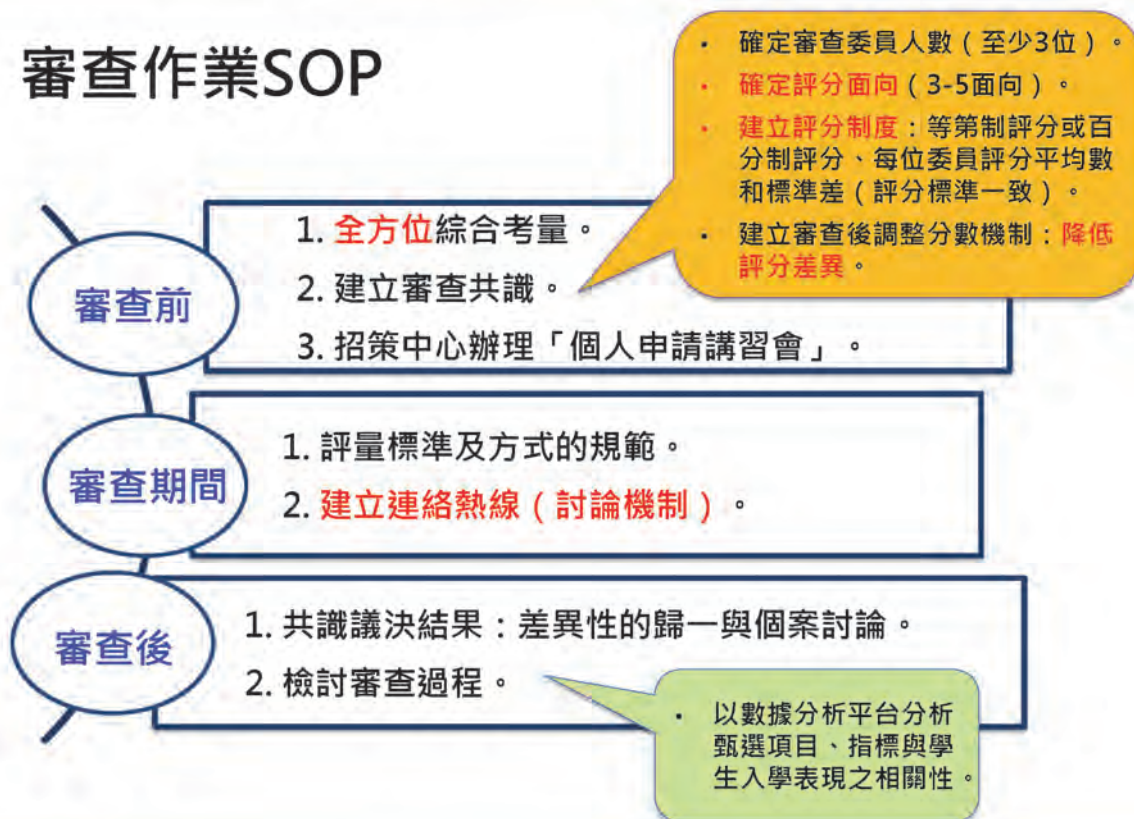 審查作業SOP
• 確定審查委員人數（至少3位）。
• 確定評分面向（3-5面向）。
• 建立評分制度：等第制評分或百
分制評分、每位委員評分平均數
和標準差（評分標準一致）。
• 建立審查後調整分數機制：降低
評分差異。
審查前
1. 全方位綜合考量。
2. 建立審查共識。
3. 招策中心辦理「個人申請講習會」。
審查期間
1. 評量標準及方式的規範。
2. 建立連絡熱線（討論機制）。
審查後
1. 共識議決結果：差異性的歸一與個案討論。
2. 檢討審查過程。
• 以數據分析平台分析
甄選項目、指標與學
生入學表現之相關性。